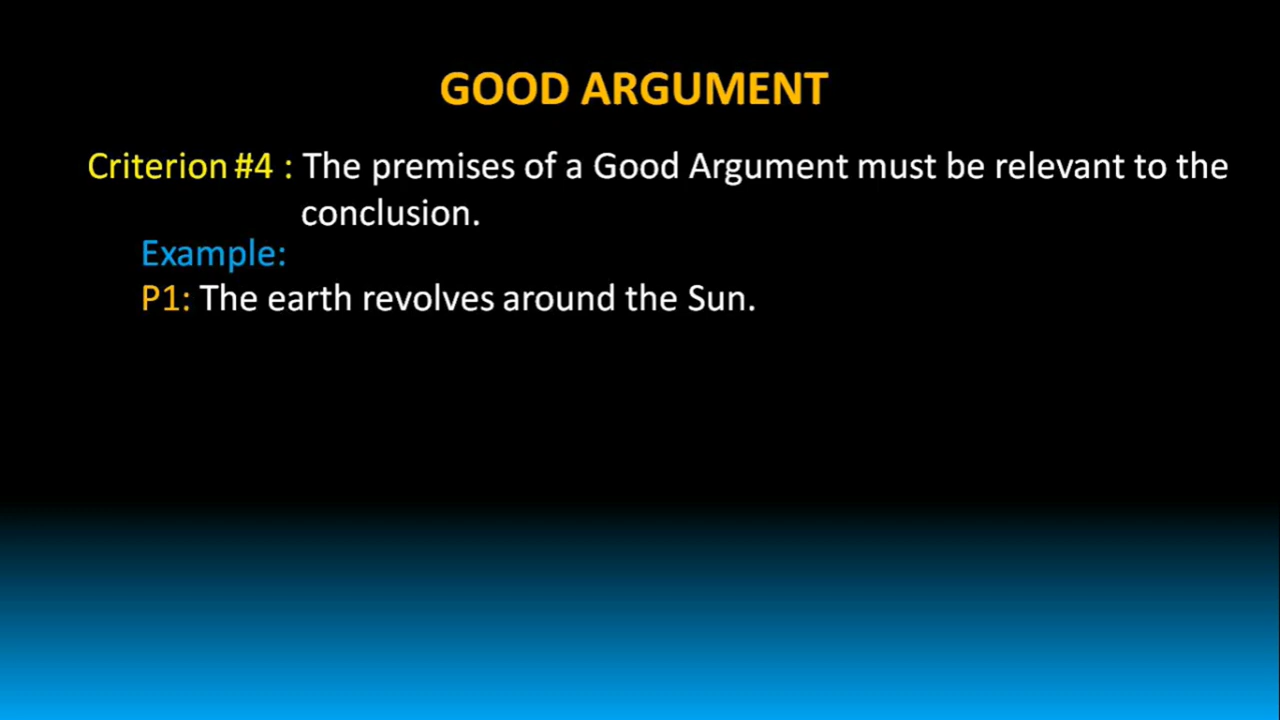 GOOD ARGUMENT
Criterion #4 : The premises of a Good Argument must be relevant to the
conclusion.
Example:
P1: The earth revolves around the Sun.